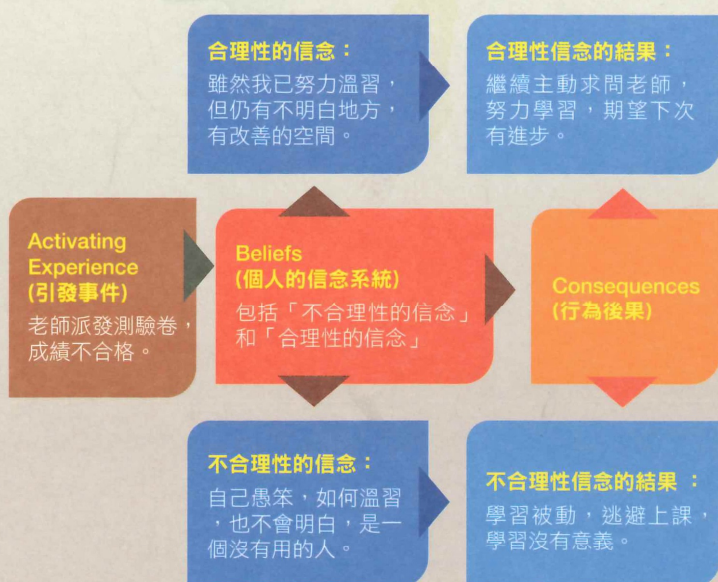 合理性的信念：
雖然我已努力溫習，
但仍有不明白地方，
有改善的空間。
合理性信念的結果：
繼續主動求問老師，
努力學習，期望下次
有進步。
Activating
Experience
(引發事件)
老師派發測驗卷，
成績不合格。
Beliefs
(個人的信念系統)
包括「不合理性的信念」
和「合理性的信念」
Consequences
(行為後果)
不合理性的信念：
自己愚笨，如何溫習
，也不會明白，是一
個沒有用的人。
不合理性信念的結果 ：
學習被動，逃避上課，
學習沒有意義。